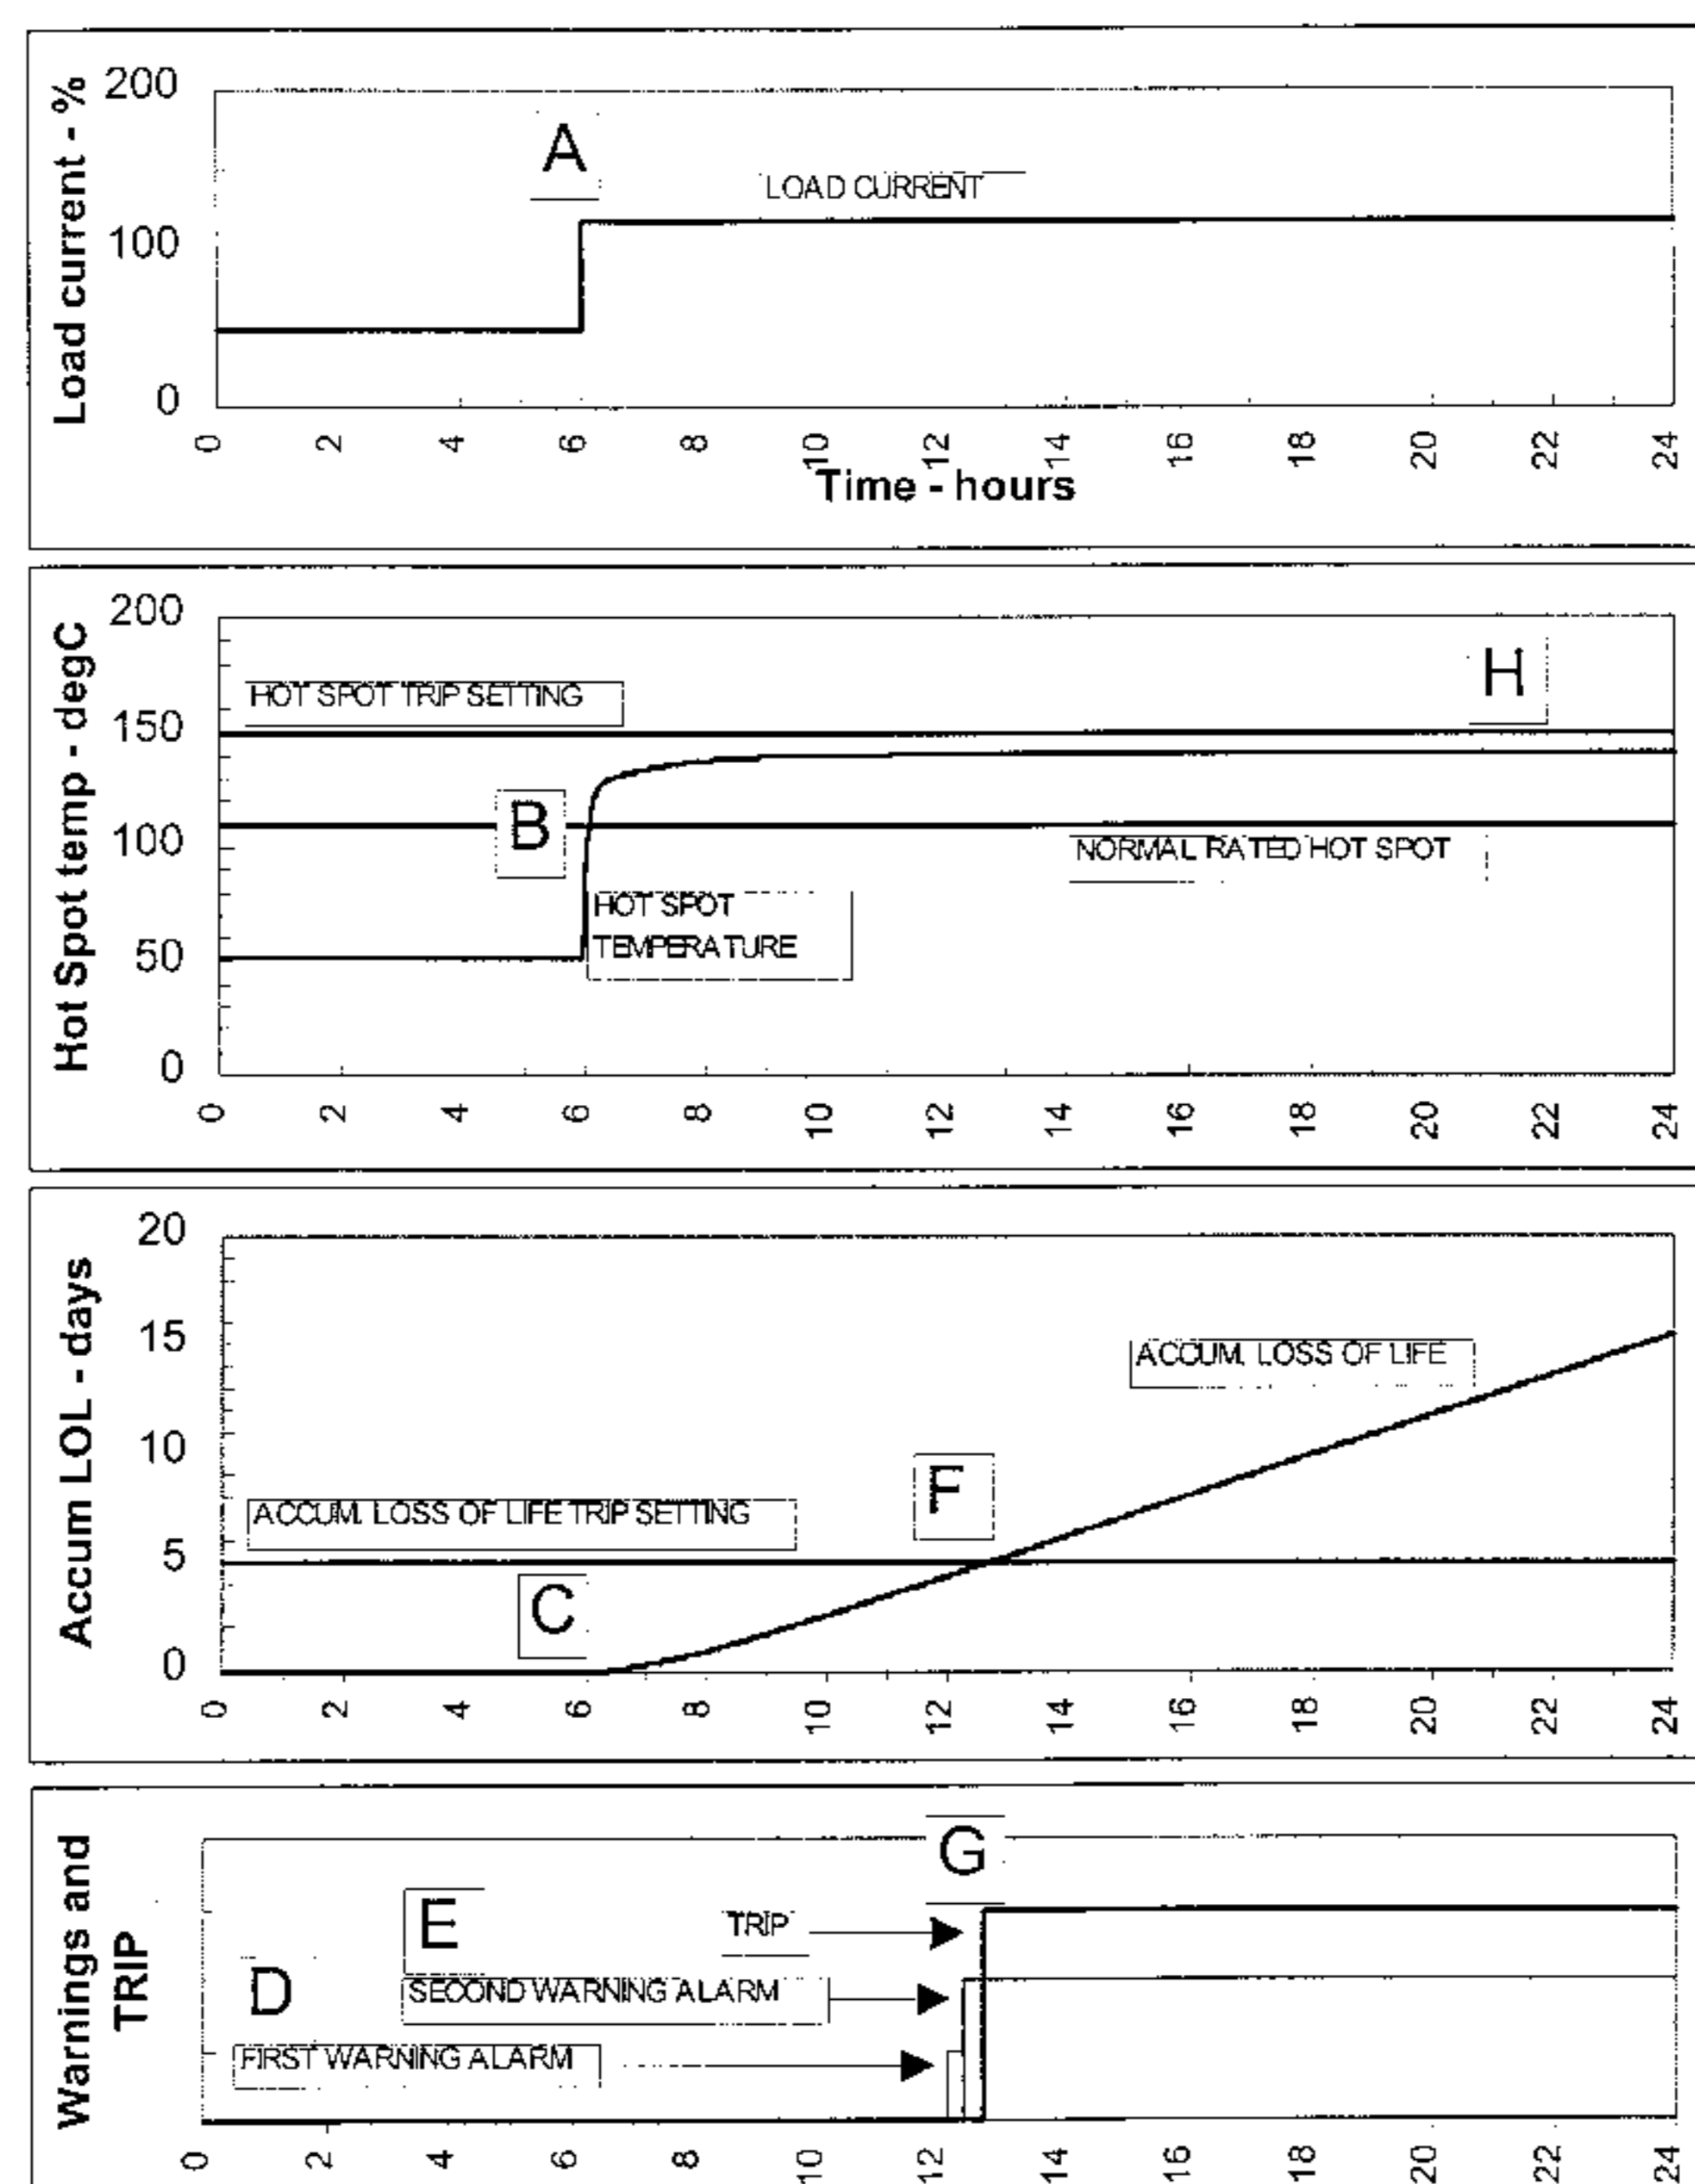 Load current - %
200
100
0
A
LOAD CURRENT
0 2 4 6 8 10 12 14 16 18 20 22 24
Time - hours
Hot Spot temp - degC
200
150
100
50
0
HOT SPOT TRIP SETTING
H
B
NORMAL RATED HOT SPOT
HOT SPOT
TEMPERATURE
0 2 4 6 8 10 12 14 16 18 20 22 24
Accum LOL - days
20
15
10
5
0
ACCUM. LOSS OF LIFE
F
ACCUM. LOSS OF LIFE TRIP SETTING
C
0 2 4 6 8 10 12 14 16 18 20 22 24
Warnings and
TRIP
G
E
TRIP
D
SECOND WARNING ALARM
FIRST WARNING ALARM
0 2 4 6 8 10 12 14 16 18 20 22 24